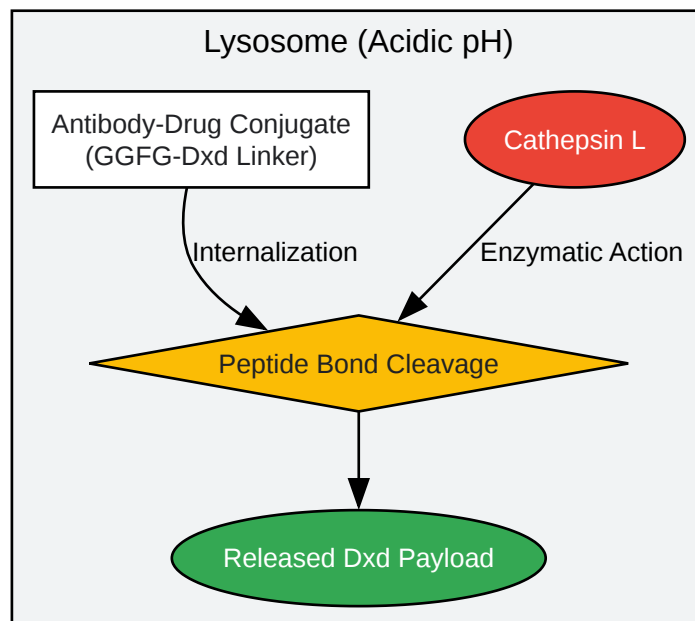 Lysosome (Acidic pH)
Antibody-Drug Conjugate
(GGFG-Dxd Linker)
Cathepsin L
Internalization
Enzymatic Action
Peptide Bond Cleavage
Released Dxd Payload